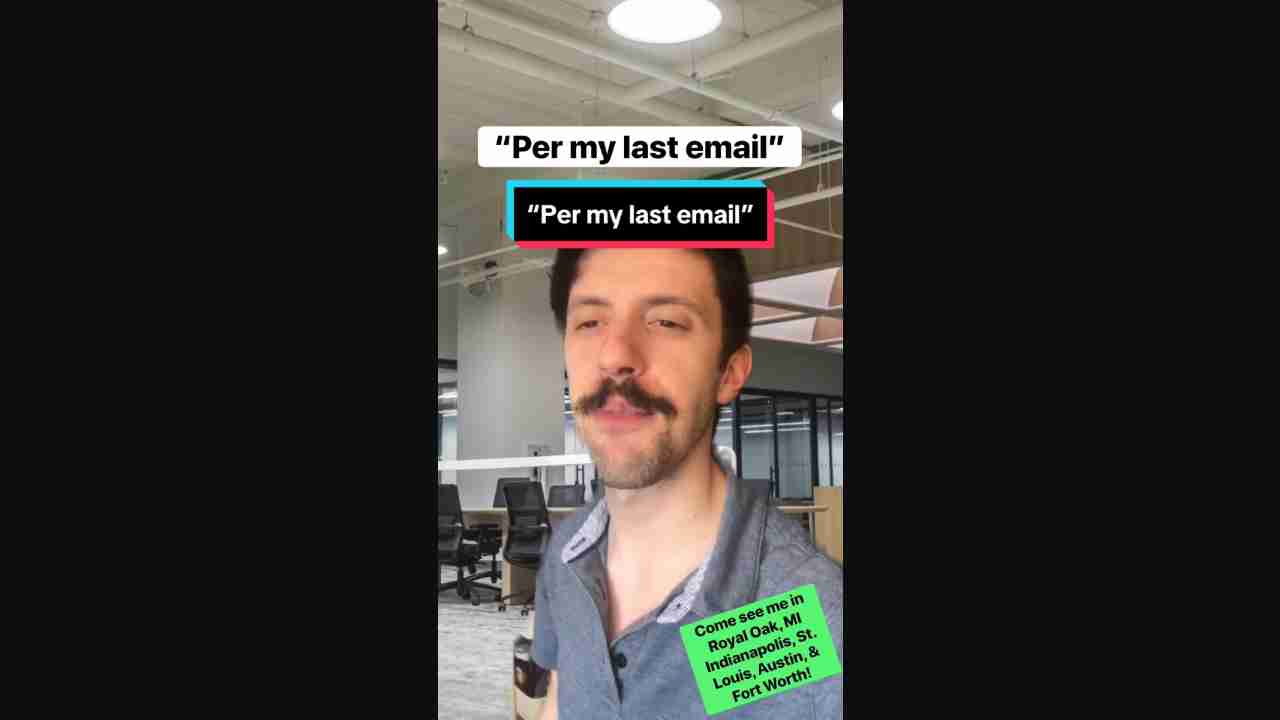 “Per my last email”
“Per my last email”
Come see me in
Royal Oak, MI
Indianapolis, St.
Louis, Austin, &
Fort Worth!